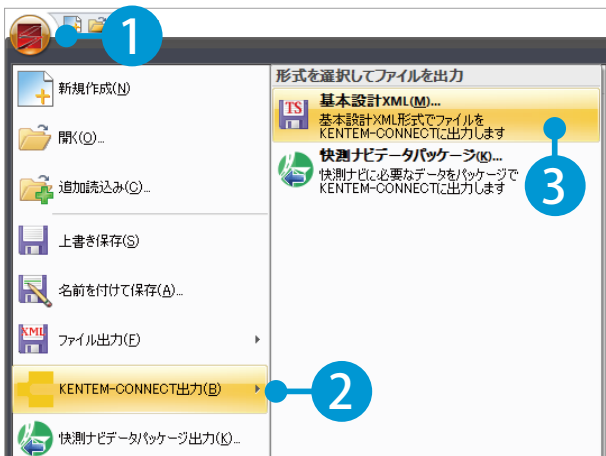 1
新規作成(N)
開く(O)...
追加読込み(C)...
上書き保存(S)
名前を付けて保存(A)...
XML
ファイル出力(F)
KENTEM-CONNECT出力(B)
2
快測ナビデータパッケージ出力(K)...
形式を選択してファイルを出力
TS
基本設計XML(M)...
基本設計XML形式でファイルを
KENTEM-CONNECTに出力します
快測ナビデータパッケージ(K)...
快測ナビに必要なデータをパッケージで
KENTEM-CONNECTに出力します
3